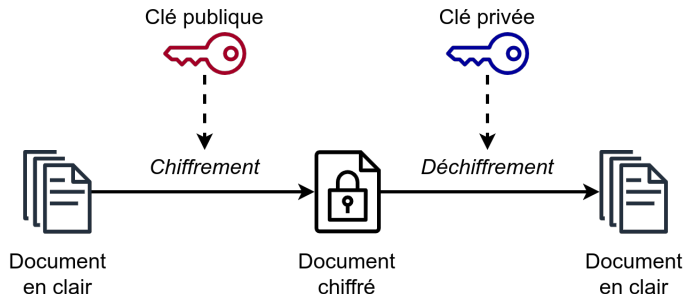 Clé publique
Clé privée
Chiffrement
Déchiffrement
Document
en clair
Document
chiffré
Document
en clair